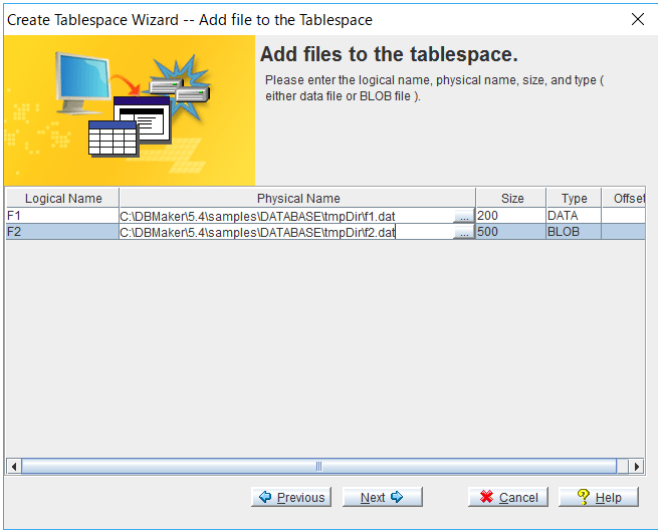 Create Tablespace Wizard -- Add file to the Tablespace
Add files to the tablespace.
Please enter the logical name, physical name, size, and type (
either data file or BLOB file ).
Logical Name Physical Name Size Type Offset
F1 C:\DBMaker\5.4\samples\DATABASE\tmpDir\f1.dat ... 200 DATA
F2 C:\DBMaker\5.4\samples\DATABASE\tmpDir\f2.dat ... 500 BLOB
Previous Next Cancel Help